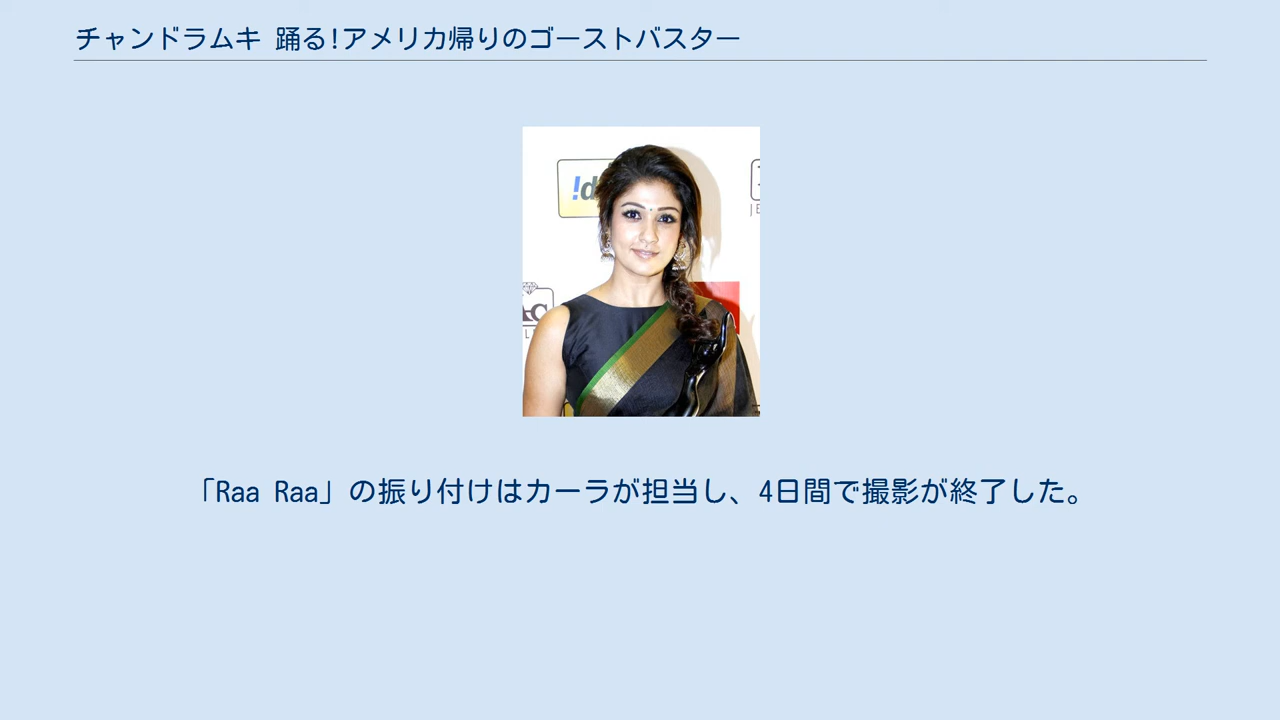 チャンドラムキ 踊る!アメリカ帰りのゴーストバスター
!d
「Raa Raa」の振り付けはカーラが担当し、4日間で撮影が終了した。